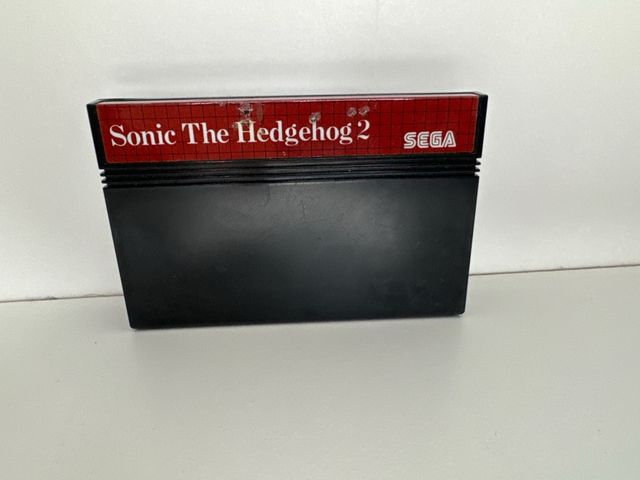 Sonic The Hedgehog 2
SEGA